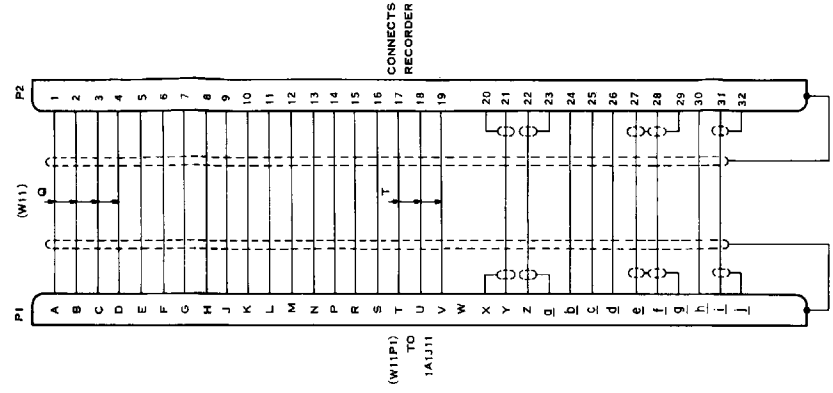 (W11)
P1
P2
Q
T
A
B
C
D
E
F
G
H
J
K
L
M
N
P
R
S
T
U
V
W
X
Y
Z
a
b
c
d
e
f
g
h
i
j
1
2
3
4
5
6
7
8
9
10
11
12
13
14
15
16
17
18
19
20
21
22
23
24
25
26
27
28
29
30
31
32
(W11P1)
TO
1A1J11
CONNECTS
RECORDER